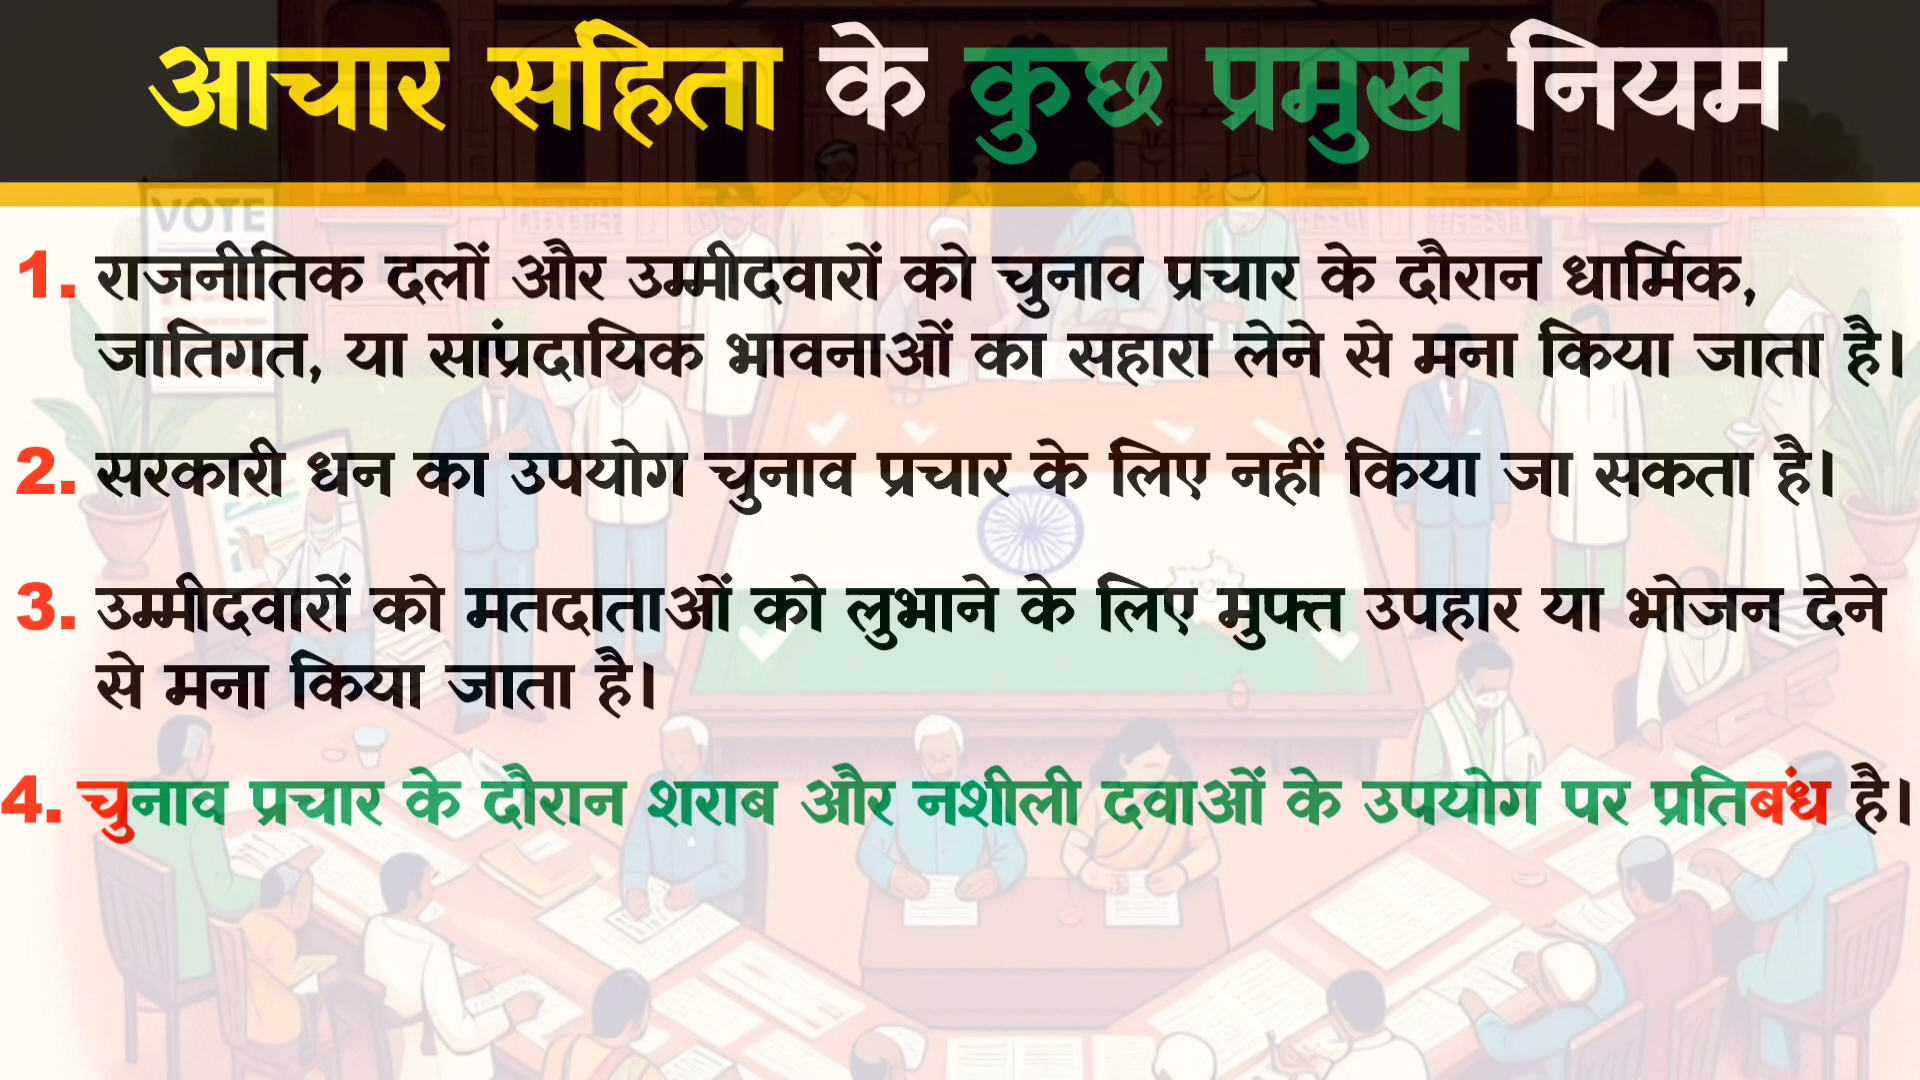 आचार सहिता के कुछ प्रमुख नियम
VOTE
1. राजनीतिक दलों और उम्मीदवारों को चुनाव प्रचार के दौरान धार्मिक,
जातिगत, या सांप्रदायिक भावनाओं का सहारा लेने से मना किया जाता है।
2. सरकारी धन का उपयोग चुनाव प्रचार के लिए नहीं किया जा सकता है।
3. उम्मीदवारों को मतदाताओं को लुभाने के लिए मुफ्त उपहार या भोजन देने
से मना किया जाता है।
4. चुनाव प्रचार के दौरान शराब और नशीली दवाओं के उपयोग पर प्रतिबंध है।